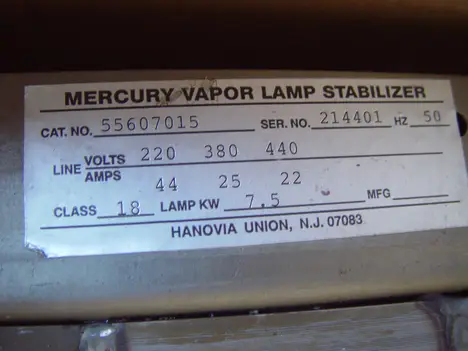 MERCURY VAPOR LAMP STABILIZER
CAT. NO. 55607015 SER. NO. 214401 HZ 50
LINE VOLTS 220 380 440
AMPS 44 25 22
CLASS 18 LAMP KW 7.5 MFG
HANOVIA UNION, N.J. 07083